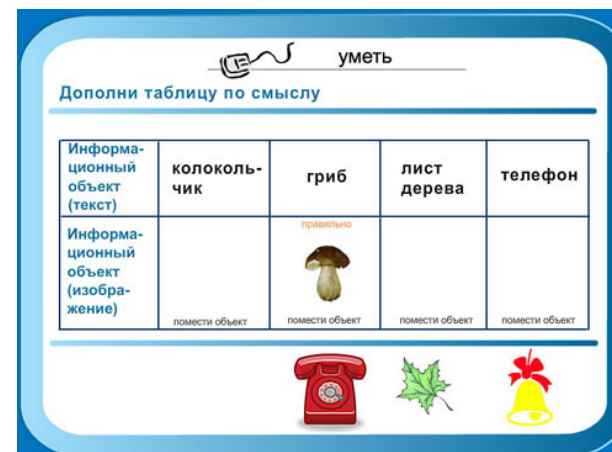 уметь
Дополни таблицу по смыслу
Информа-
ционный
объект
(текст)
колоколь-
чик
гриб
лист
дерева
телефон
Информа-
ционный
объект
(изобра-
жение)
помести объект
правильно
помести объект
помести объект
помести объект